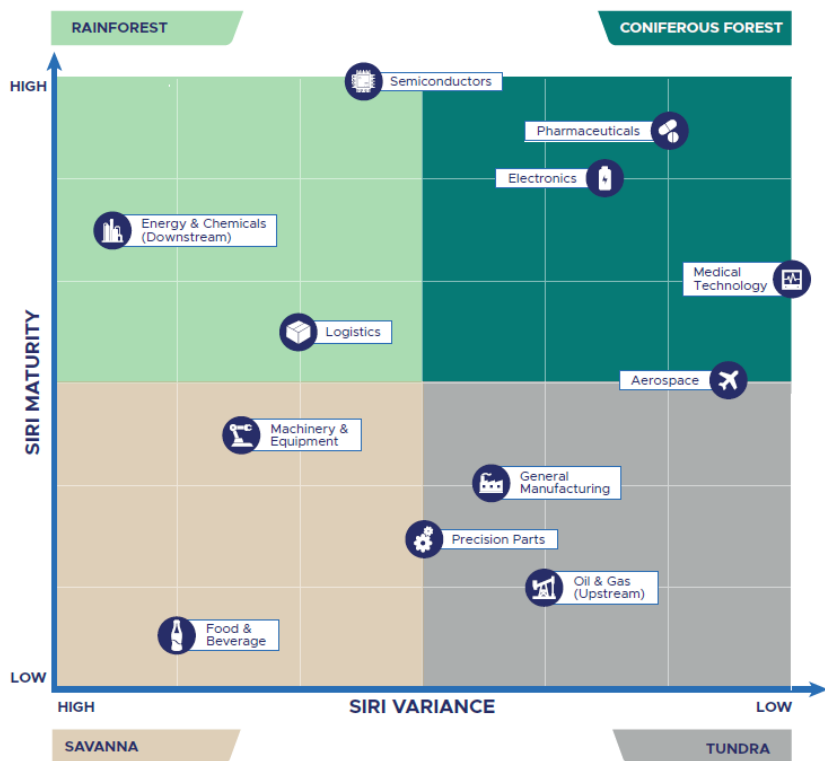 RAINFOREST
CONIFEROUS FOREST
HIGH
Semiconductors
Pharmaceuticals
Electronics
Energy & Chemicals
(Downstream)
Medical
Technology
Logistics
SIRI MATURITY
Aerospace
Machinery &
Equipment
General
Manufacturing
Precision Parts
Oil & Gas
(Upstream)
Food &
Beverage
LOW
HIGH
SIRI VARIANCE
LOW
SAVANNA
TUNDRA